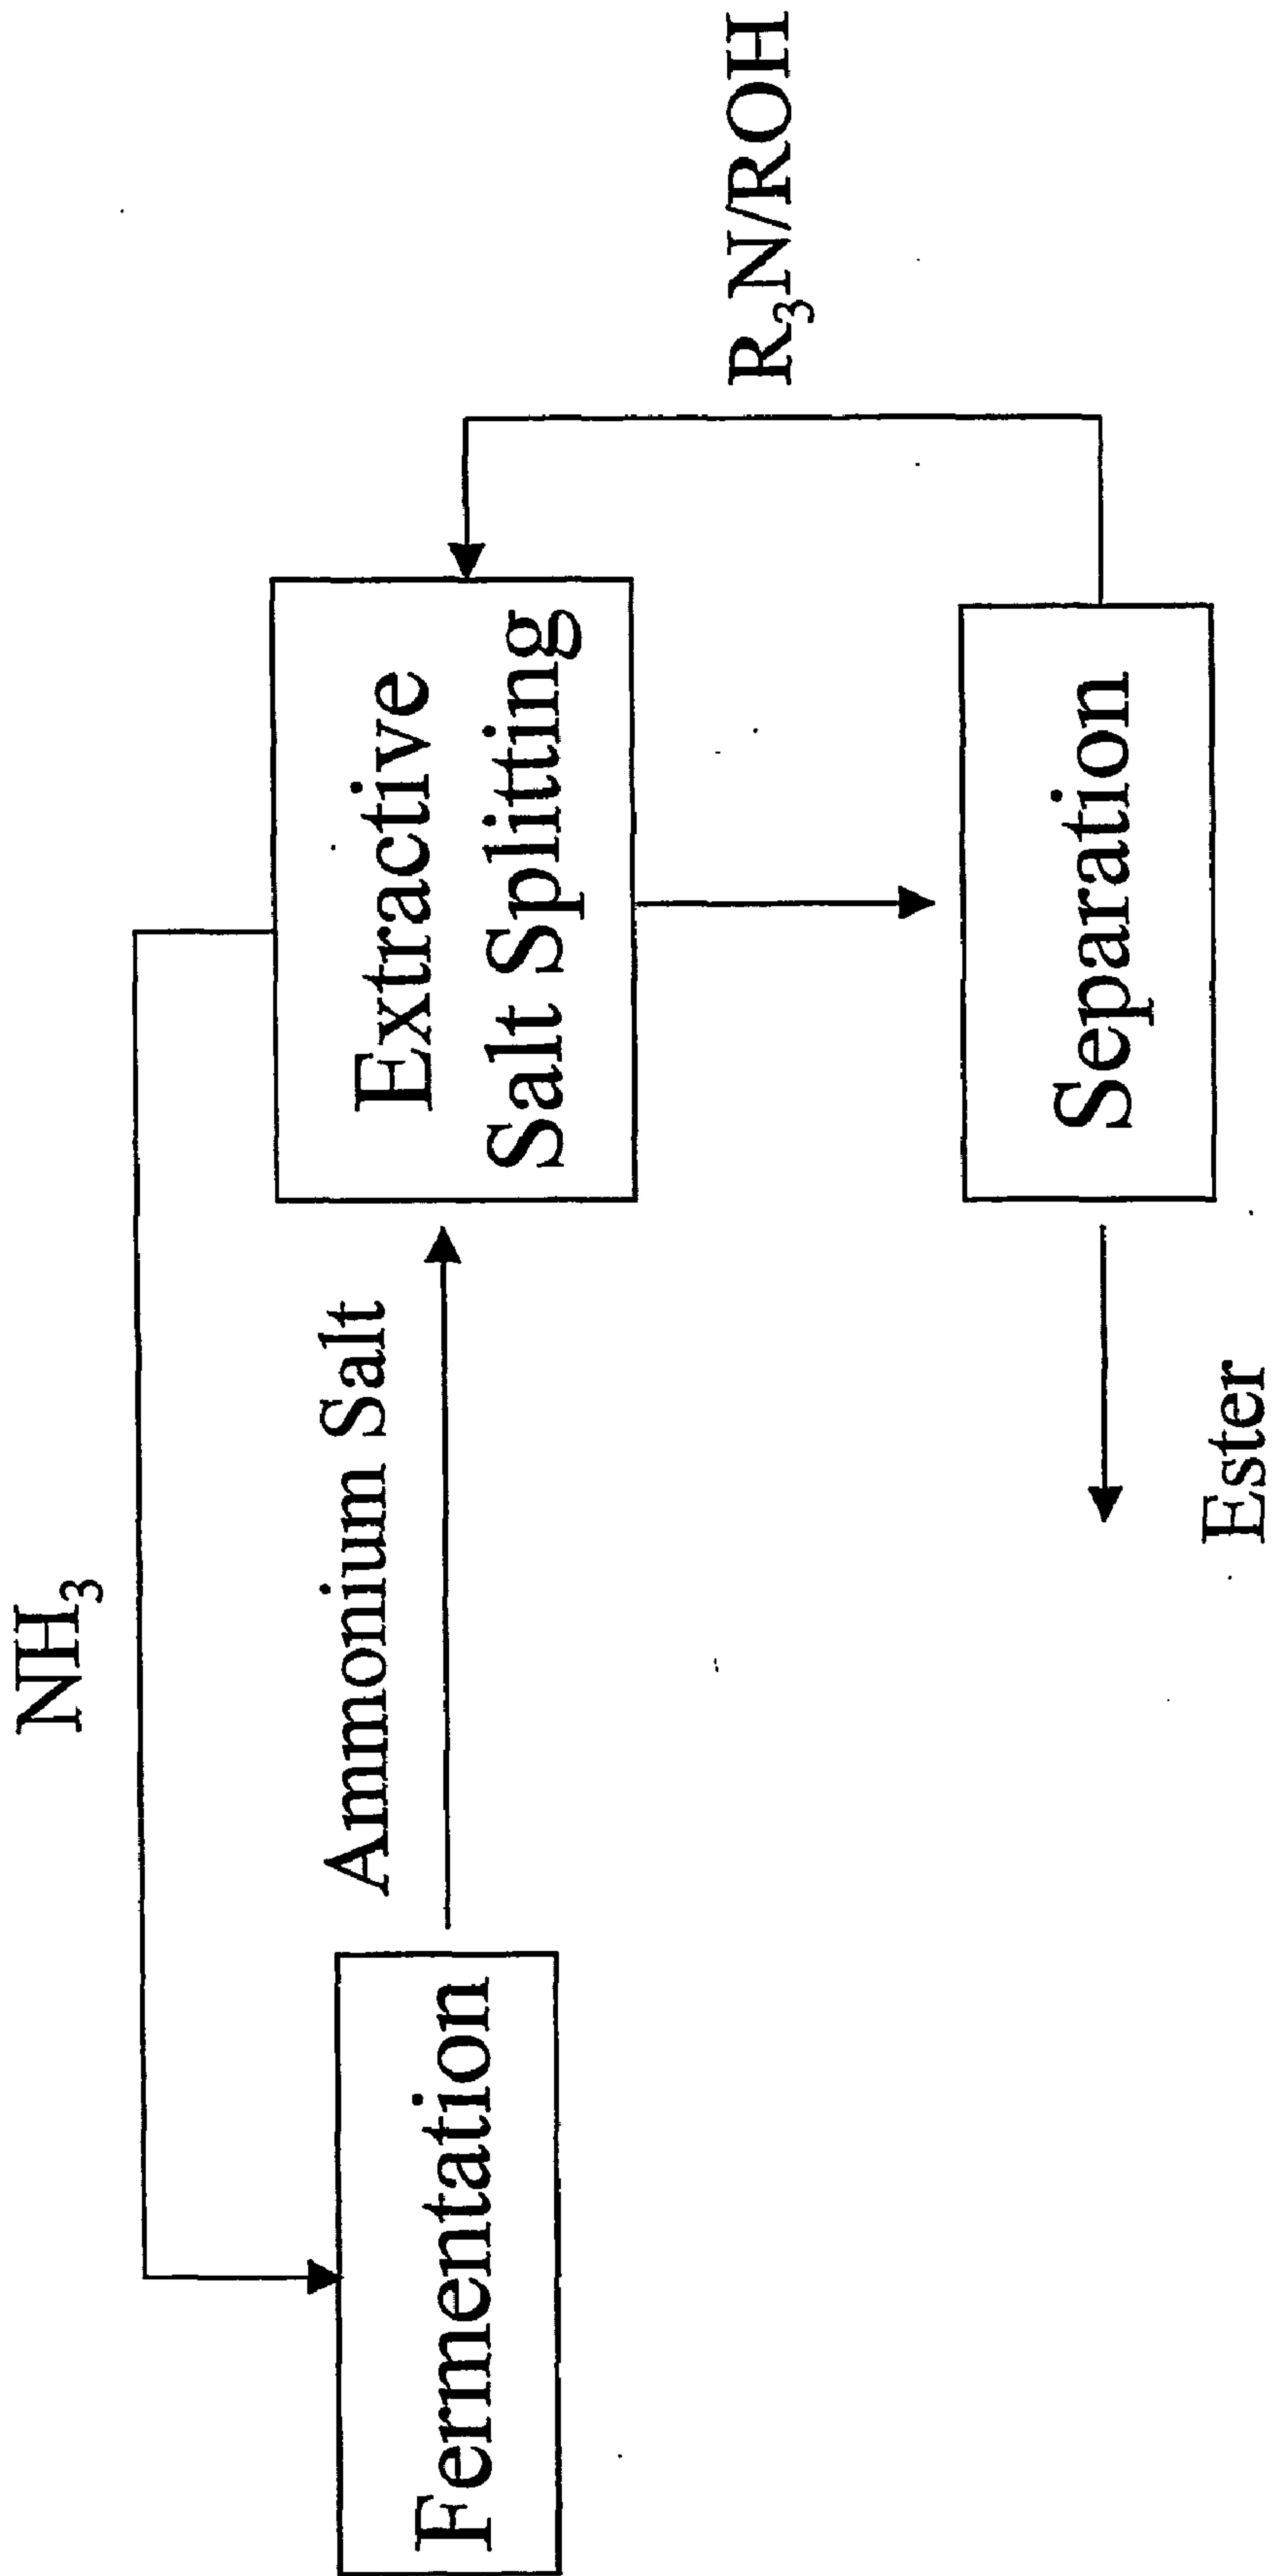 NH₃
Fermentation
Ammonium Salt
Extractive
Salt Splitting
R₃N/ROH
Separation
Ester